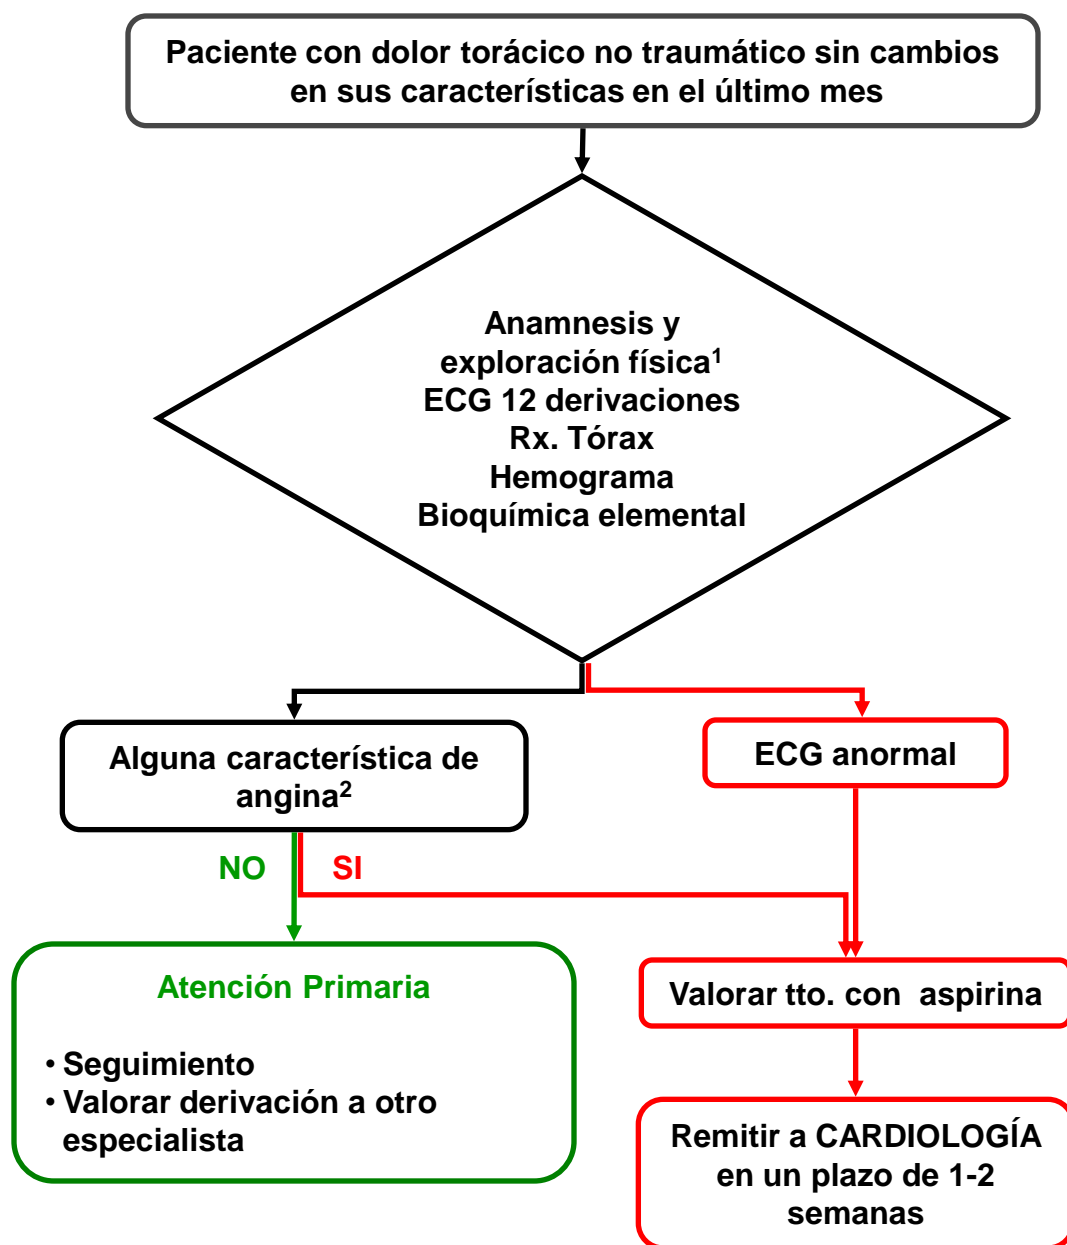 Paciente con dolor torácico no traumático sin cambios
en sus características en el último mes
Anamnesis y
exploración física¹
ECG 12 derivaciones
Rx. Tórax
Hemograma
Bioquímica elemental
Alguna característica de
angina²
ECG anormal
NO
SI
Atención Primaria
• Seguimiento
• Valorar derivación a otro
especialista
Valorar tto. con aspirina
Remitir a CARDIOLOGÍA
en un plazo de 1-2
semanas